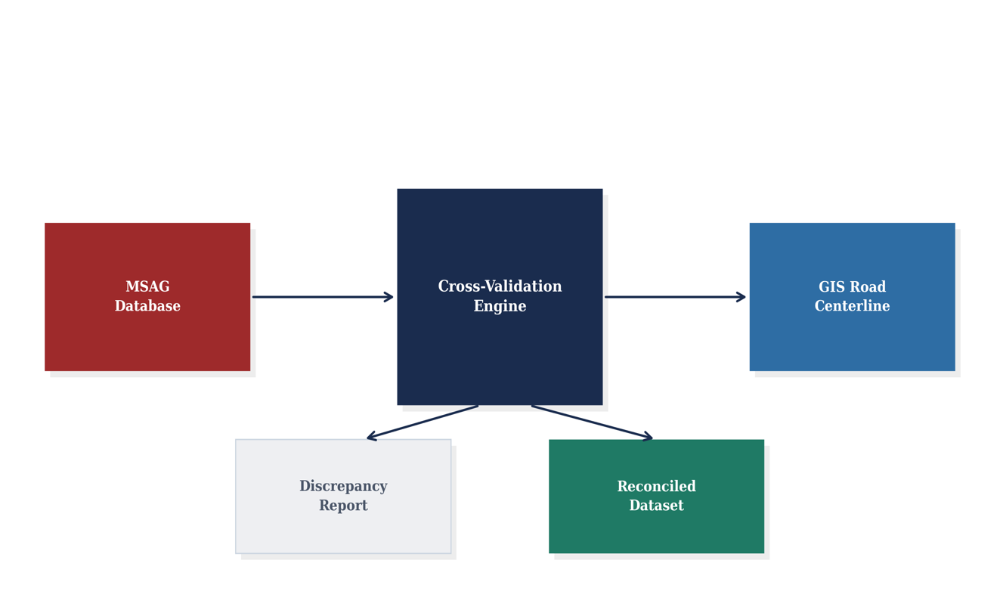 MSAG
Database
Cross-Validation
Engine
GIS Road
Centerline
Discrepancy
Report
Reconciled
Dataset